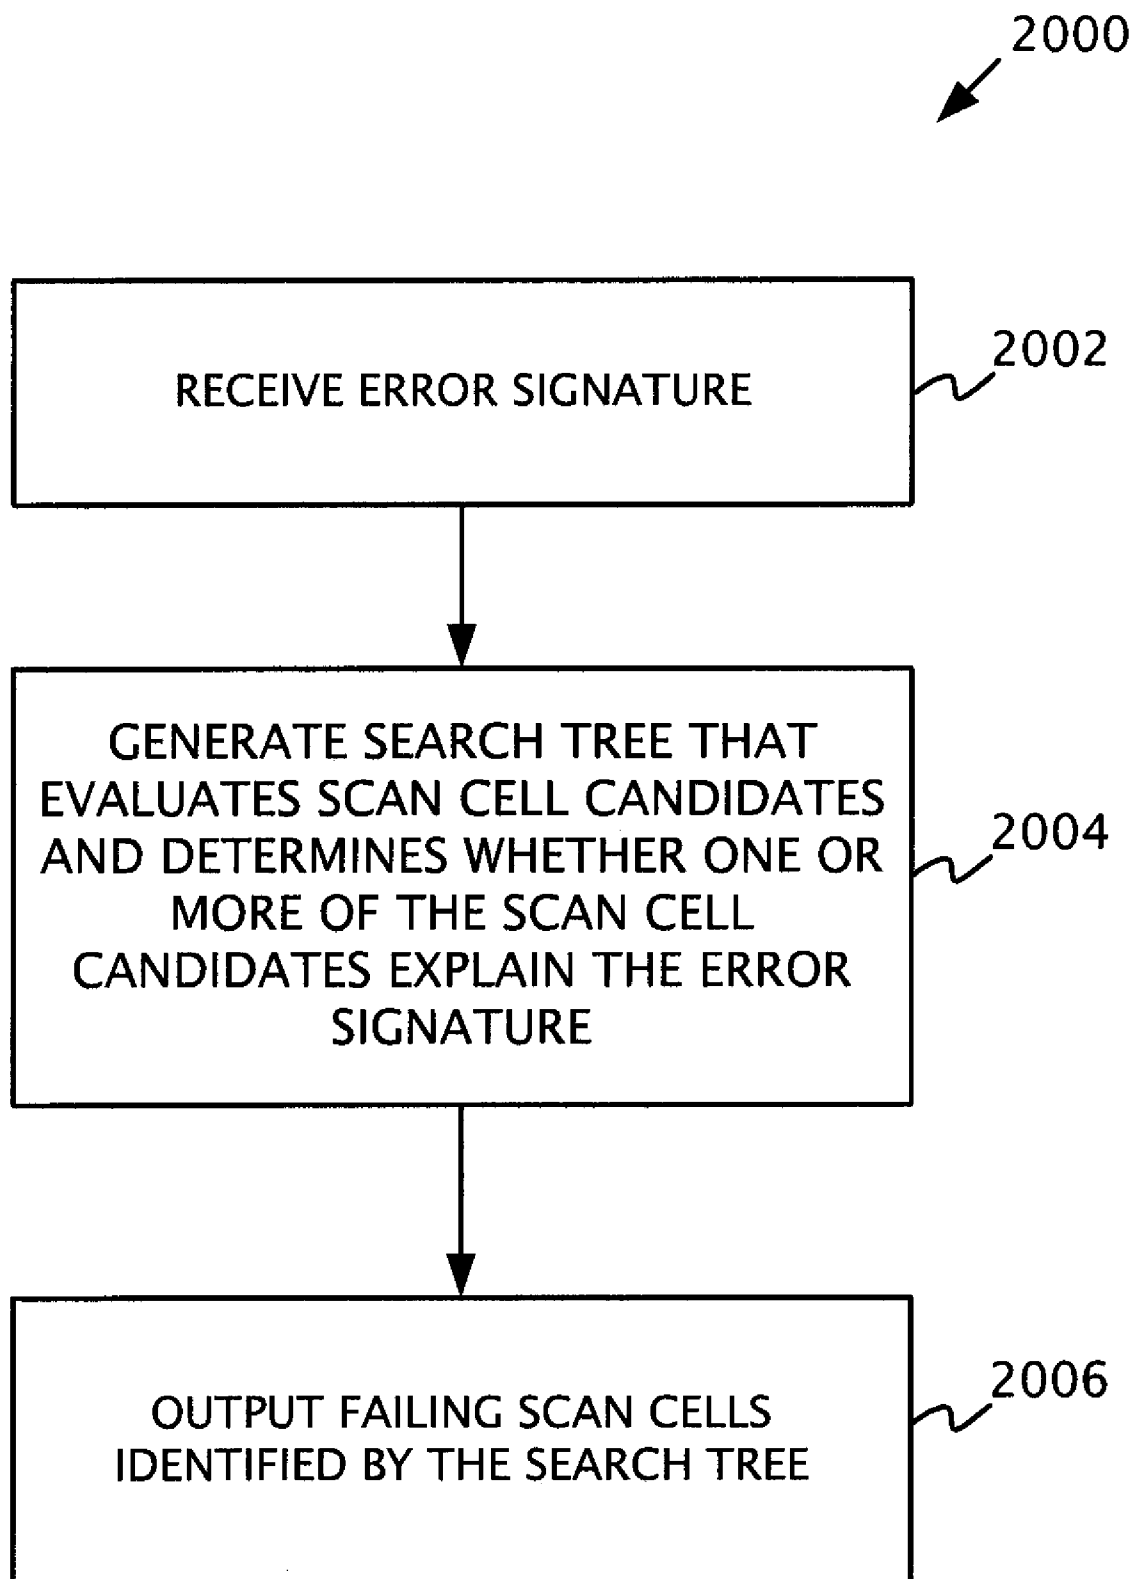 2000
RECEIVE ERROR SIGNATURE
2002
GENERATE SEARCH TREE THAT
EVALUATES SCAN CELL CANDIDATES
AND DETERMINES WHETHER ONE OR
MORE OF THE SCAN CELL
CANDIDATES EXPLAIN THE ERROR
SIGNATURE
2004
OUTPUT FAILING SCAN CELLS
IDENTIFIED BY THE SEARCH TREE
2006